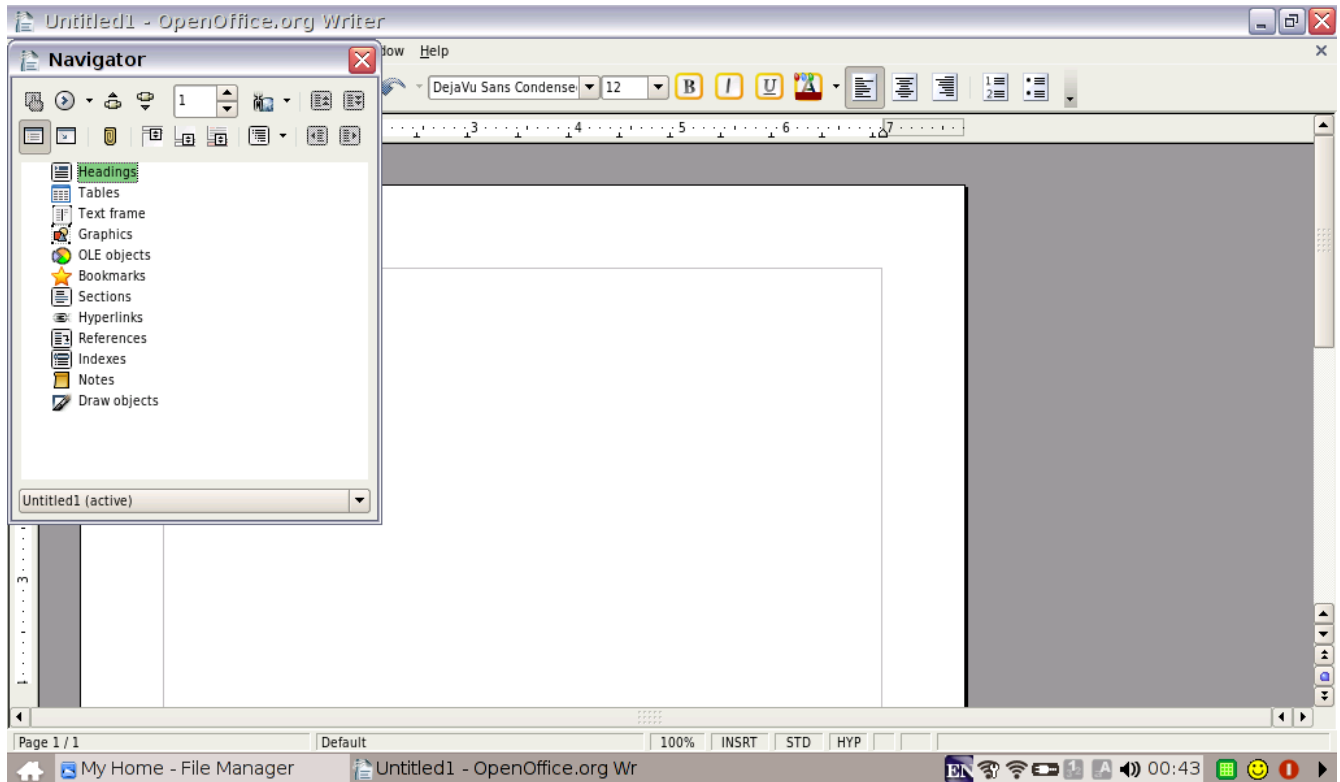 Untitled1 - OpenOffice.org Writer
Navigator
dow Help
DejaVu Sans Condense 12 B I U A
1
3 4 5 6 7
Headings
Tables
Text frame
Graphics
OLE objects
Bookmarks
Sections
Hyperlinks
References
Indexes
Notes
Draw objects
Untitled1 (active)
3
Page 1 / 1 Default 100% INSRT STD HYP
My Home - File Manager Untitled1 - OpenOffice.org Wr EN 1 A 00:43